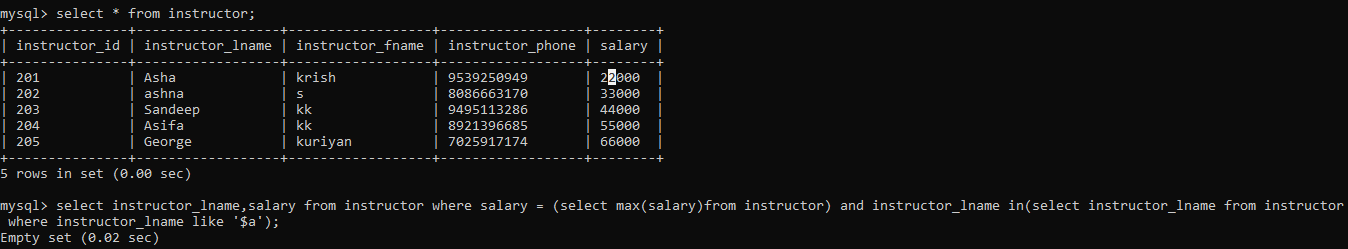 mysql> select * from instructor;
+---------------+------------------+------------------+------------------+--------+
| instructor_id | instructor_lname | instructor_fname | instructor_phone | salary |
+---------------+------------------+------------------+------------------+--------+
| 201           | Asha             | krish            | 9539250949       | 22000  |
| 202           | ashna            | s                | 8086663170       | 33000  |
| 203           | Sandeep          | kk               | 9495113286       | 44000  |
| 204           | Asifa            | kk               | 8921396685       | 55000  |
| 205           | George           | kuriyan          | 7025917174       | 66000  |
+---------------+------------------+------------------+------------------+--------+
5 rows in set (0.00 sec)

mysql> select instructor_lname,salary from instructor where salary = (select max(salary)from instructor) and instructor_lname in(select instructor_lname from instructor
 where instructor_lname like '$a');
Empty set (0.02 sec)